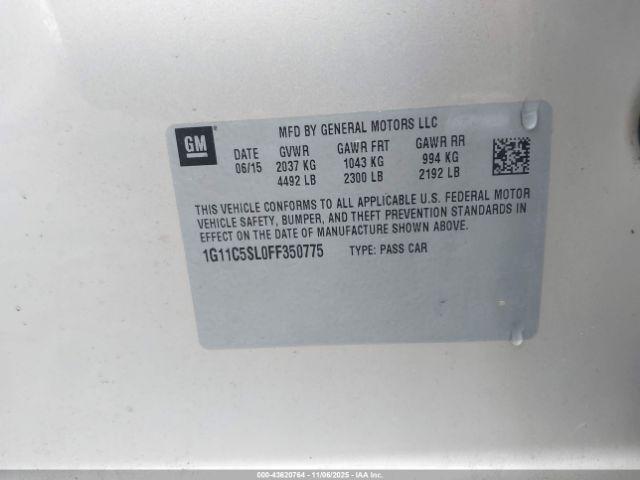 GM
MFD BY GENERAL MOTORS LLC
DATE GVWR GAWR FRT GAWR RR
06/15 2037 KG 1043 KG 994 KG
4492 LB 2300 LB 2192 LB
THIS VEHICLE CONFORMS TO ALL APPLICABLE U.S. FEDERAL MOTOR
VEHICLE SAFETY, BUMPER, AND THEFT PREVENTION STANDARDS IN
EFFECT ON THE DATE OF MANUFACTURE SHOWN ABOVE.
1G11C5SL0FF350775 TYPE: PASS CAR
000-43620764 - 11/06/2025 - IAAI.COM